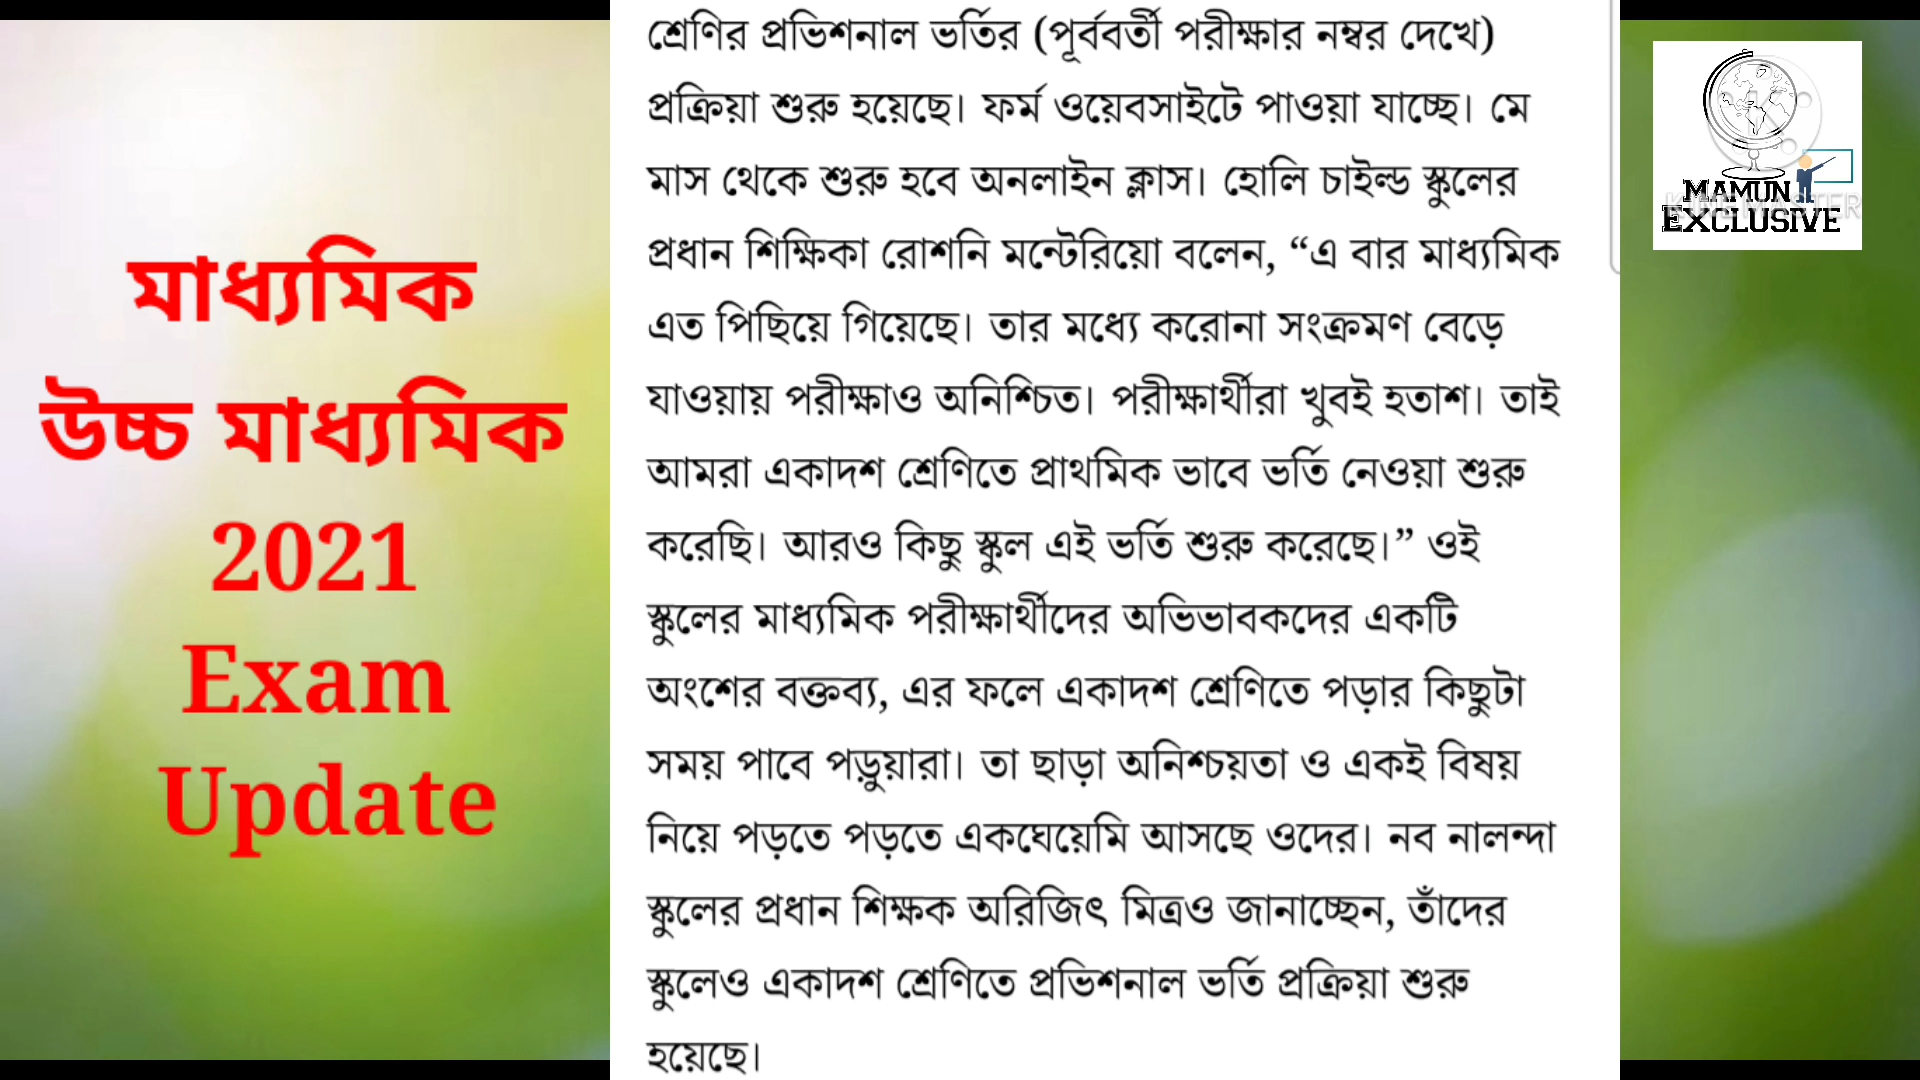 মাধ্যমিক
উচ্চ মাধ্যমিক
2021
Exam
Update
শ্রেণির প্রভিশনাল ভর্তির (পূর্ববর্তী পরীক্ষার নম্বর দেখে)
প্রক্রিয়া শুরু হয়েছে। ফর্ম ওয়েবসাইটে পাওয়া যাচ্ছে। মে
মাস থেকে শুরু হবে অনলাইন ক্লাস। হোলি চাইল্ড স্কুলের
প্রধান শিক্ষিকা রোশনি মন্টেরিয়ো বলেন, “এ বার মাধ্যমিক
এত পিছিয়ে গিয়েছে। তার মধ্যে করোনা সংক্রমণ বেড়ে
যাওয়ায় পরীক্ষাও অনিশ্চিত। পরীক্ষার্থীরা খুবই হতাশ। তাই
আমরা একাদশ শ্রেণিতে প্রাথমিক ভাবে ভর্তি নেওয়া শুরু
করেছি। আরও কিছু স্কুল এই ভর্তি শুরু করেছে।” ওই
স্কুলের মাধ্যমিক পরীক্ষার্থীদের অভিভাবকদের একটি
অংশের বক্তব্য, এর ফলে একাদশ শ্রেণিতে পড়ার কিছুটা
সময় পাবে পড়ুয়ারা। তা ছাড়া অনিশ্চয়তা ও একই বিষয়
নিয়ে পড়তে পড়তে একঘেয়েমি আসছে ওদের। নব নালন্দা
স্কুলের প্রধান শিক্ষক অরিজিৎ মিত্রও জানাচ্ছেন, তাঁদের
স্কুলেও একাদশ শ্রেণিতে প্রভিশনাল ভর্তি প্রক্রিয়া শুরু
হয়েছে।
MAMUN
EXCLUSIVE
KINEMASTER